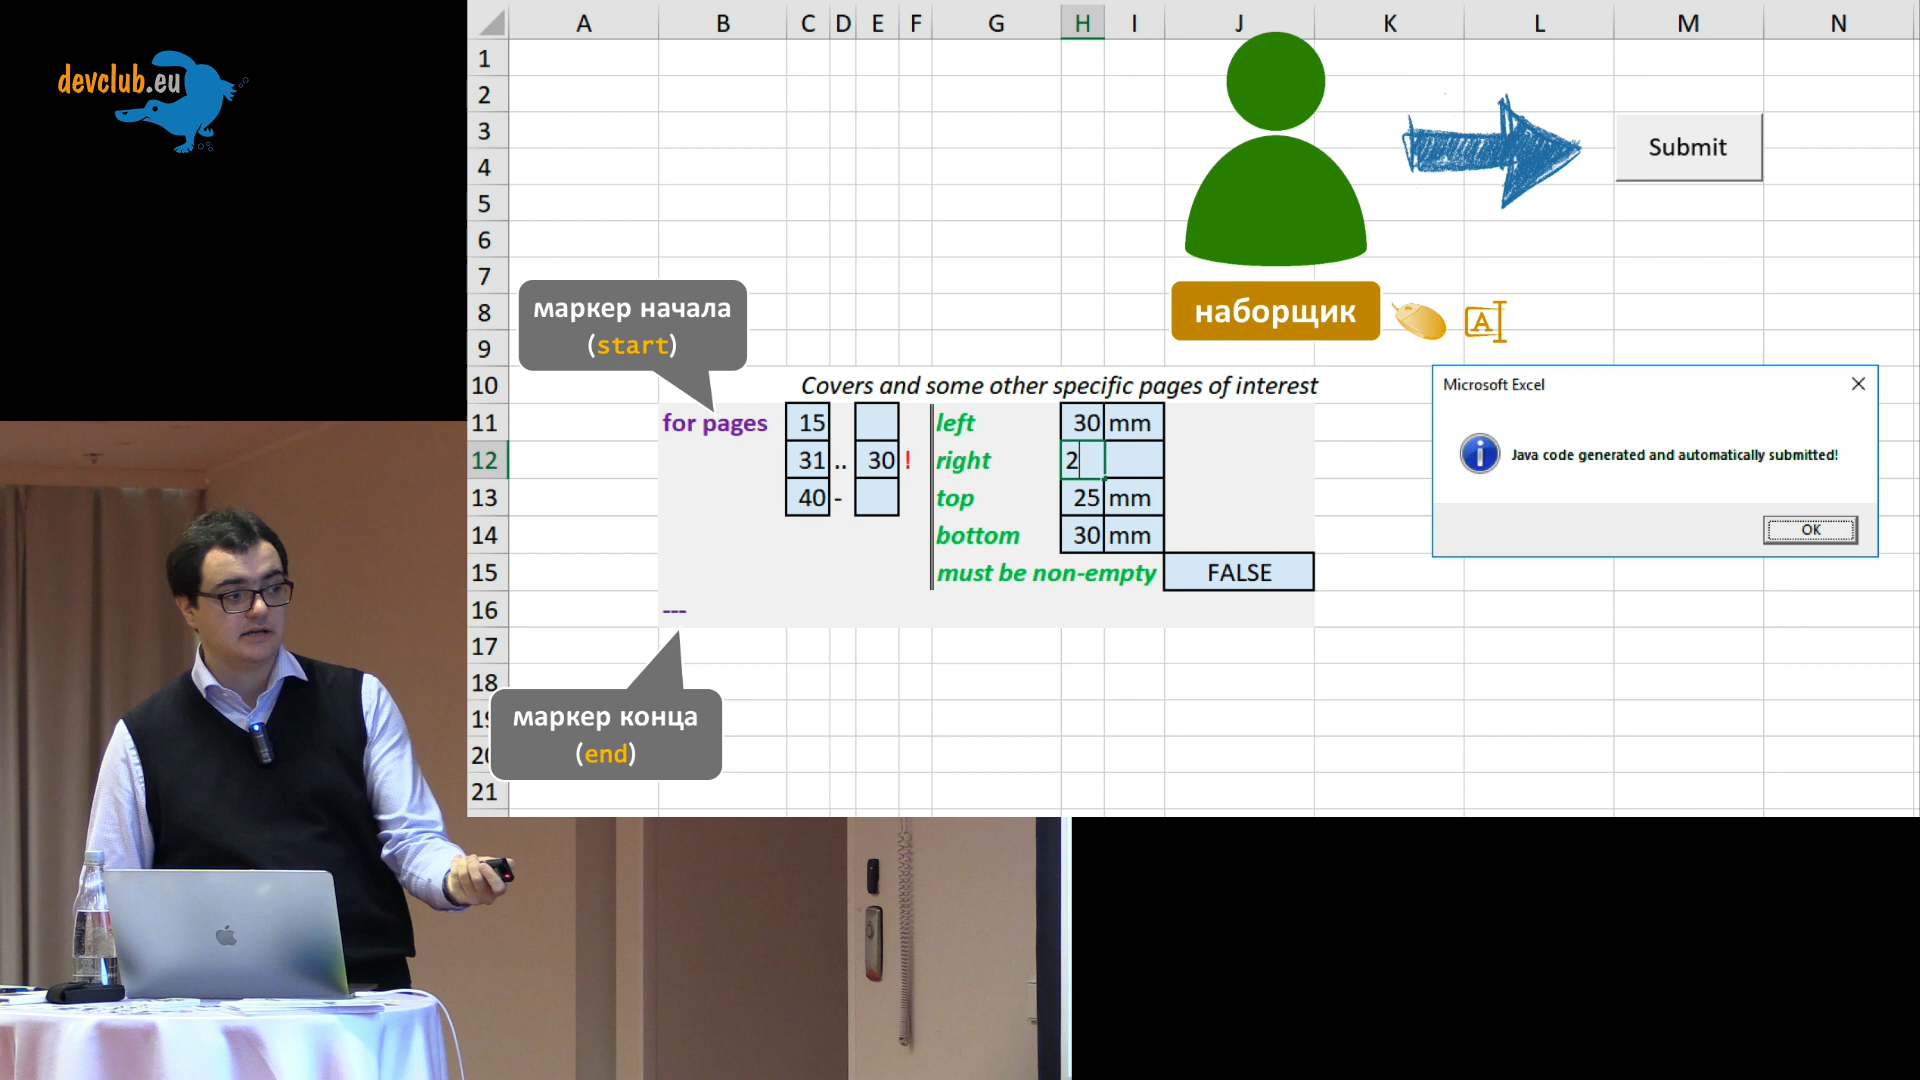 devclub.eu
A B C D E F G H I J K L M N
1
2
3
Submit
4
5
6
7
маркер начала
(start)
8
наборщик
A
9
10 Covers and some other specific pages of interest
11 for pages 15 left 30 mm
12 31 .. 30 ! right 2
13 40 - top 25 mm
14 bottom 30 mm
15 must be non-empty FALSE
16 ---
17
18
маркер конца
(end)
21
Microsoft Excel
Java code generated and automatically submitted!
OK